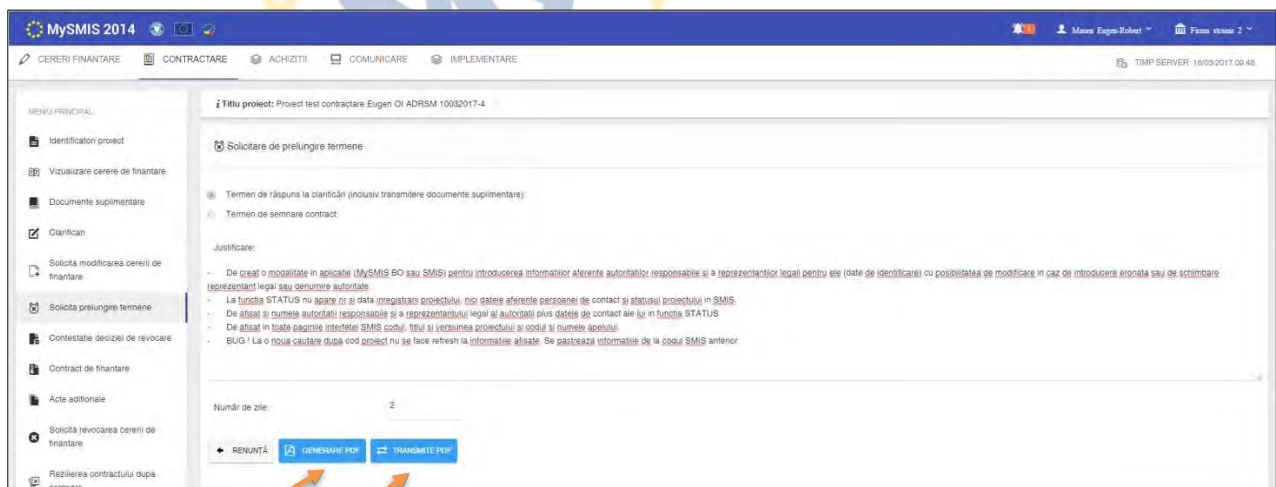 MySMIS 2014
Mares Eugen-Robert
Firma straus 2
CERERI FINANTARE
CONTRACTARE
ACHIZITII
COMUNICARE
IMPLEMENTARE
TIMP SERVER: 16/03/2017 09:48
MENIU PRINCIPAL
Identificatori proiect
Vizualizare cerere de finantare
Documente suplimentare
Clarificari
Solicita modificarea cererii de
finantare
Solicita prelungire termene
Contestatie deciziei de revocare
Contract de finantare
Acte aditionale
Solicita revocarea cererii de
finantare
Rezilierea contractului dupa
i Titlu proiect: Proiect test contractare Eugen OI ADRSM 10032017-4
Solicitare de prelungire termene
Termen de răspuns la clarificări (inclusiv transmitere documente suplimentare)
Termen de semnare contract
Justificare:
- De creat o modalitate in aplicatie (MySMIS BO sau SMIS) pentru introducerea informatiilor aferente autoritatilor responsabile si a reprezentantilor legali pentru ele (date de identificare) cu posibilitatea de modificare in caz de introducere eronata sau de schimbare
reprezentant legal sau denumire autoritate.
- La functia STATUS nu apare nr si data inregistrarii proiectului, nici datele aferente persoanei de contact si statusul proiectului in SMIS.
- De afisat si numele autoritatii responsabile si a reprezentantului legal al autoritatii plus datele de contact ale lui in functia STATUS
- De afisat in toate paginile interfetei SMIS codul, titlul si versiunea proiectului si codul si numele apelului.
- BUG ! La o noua cautare dupa cod proiect nu se face refresh la informatiile afisate. Se pastreaza informatiile de la codul SMIS anterior
Număr de zile:
2
RENUNȚĂ
GENERARE PDF
TRANSMITE PDF